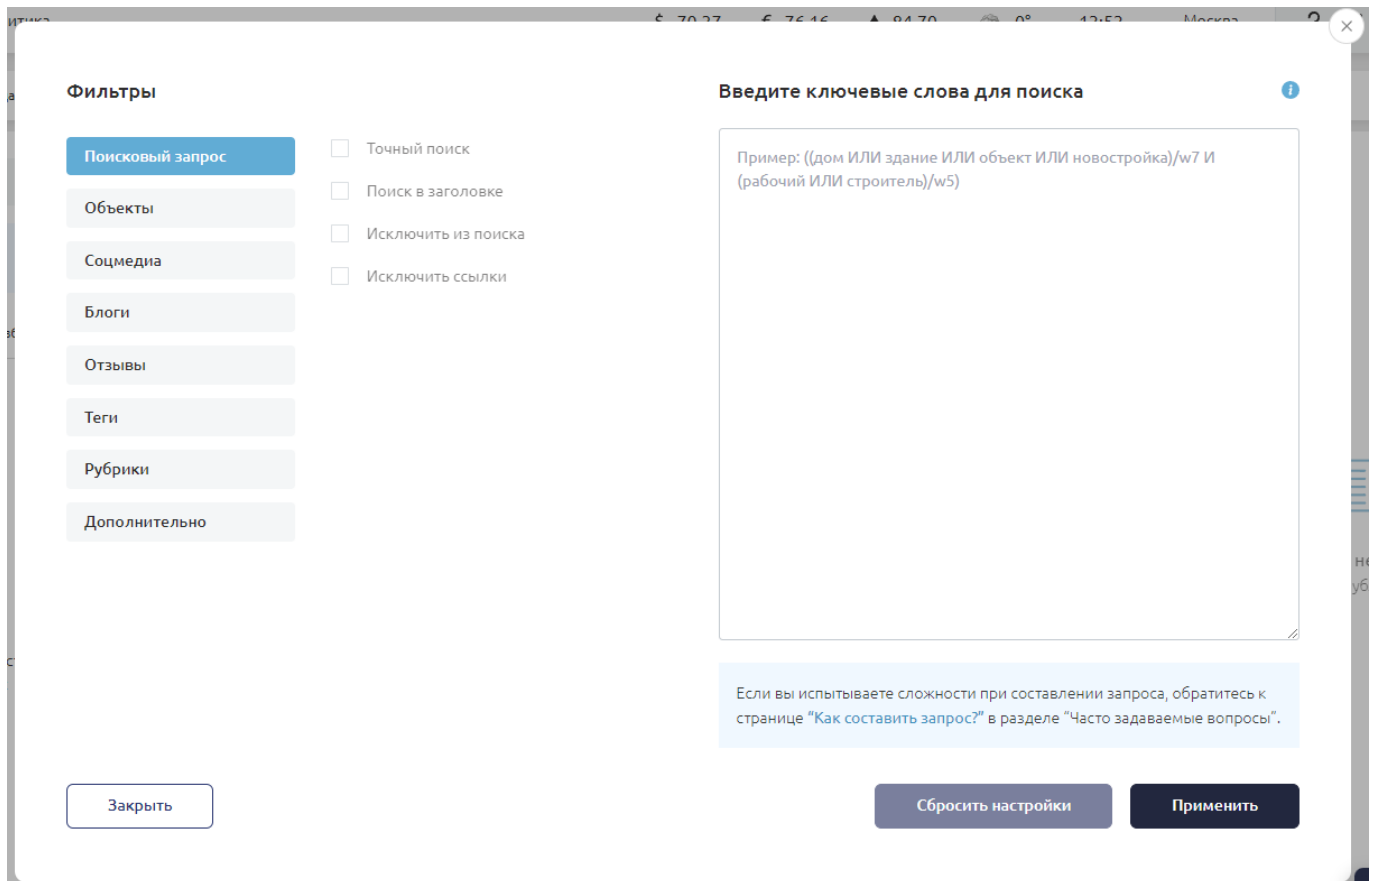 Фильтры
Поисковый запрос
Объекты
Соцмедиа
Блоги
Отзывы
Теги
Рубрики
Дополнительно
Точный поиск
Поиск в заголовке
Исключить из поиска
Исключить ссылки
Введите ключевые слова для поиска
Пример: ((дом ИЛИ здание ИЛИ объект ИЛИ новостройка)/w7 И
(рабочий ИЛИ строитель)/w5)
Если вы испытываете сложности при составлении запроса, обратитесь к
странице "Как составить запрос?" в разделе "Часто задаваемые вопросы".
Закрыть
Сбросить настройки
Применить